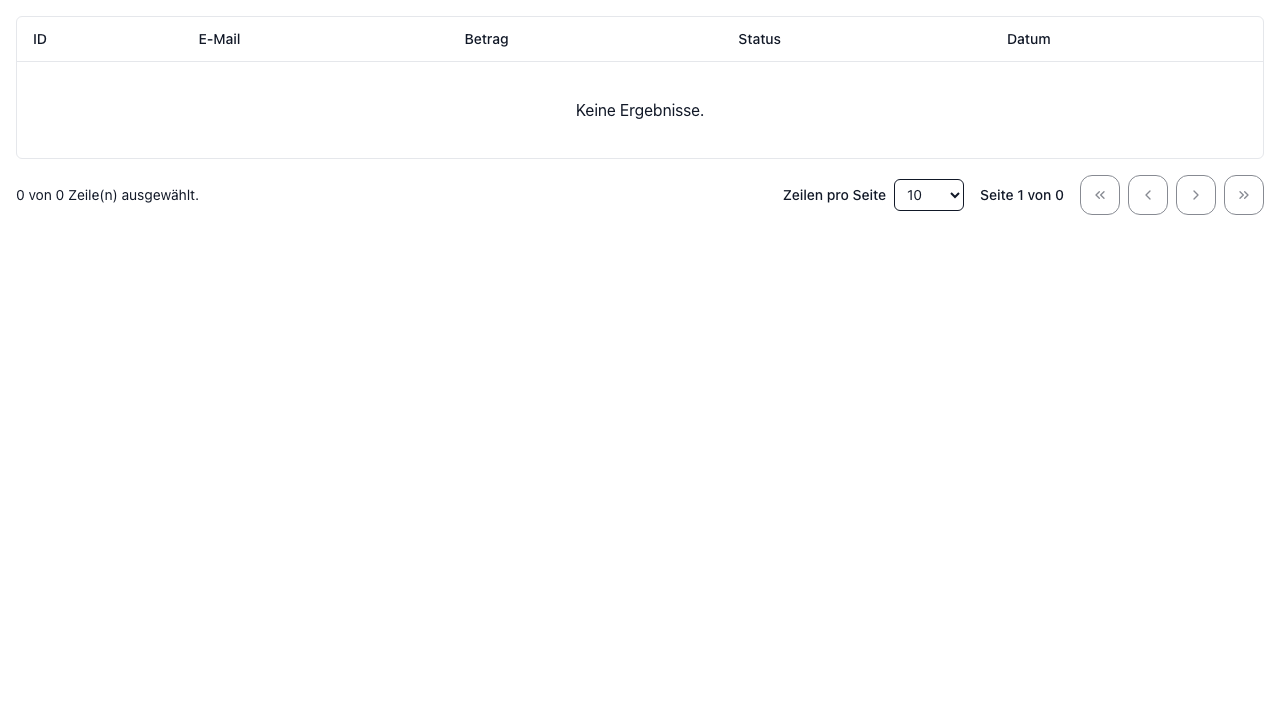 ID E-Mail Betrag Status Datum
Keine Ergebnisse.
0 von 0 Zeile(n) ausgewählt. Zeilen pro Seite 10 Seite 1 von 0